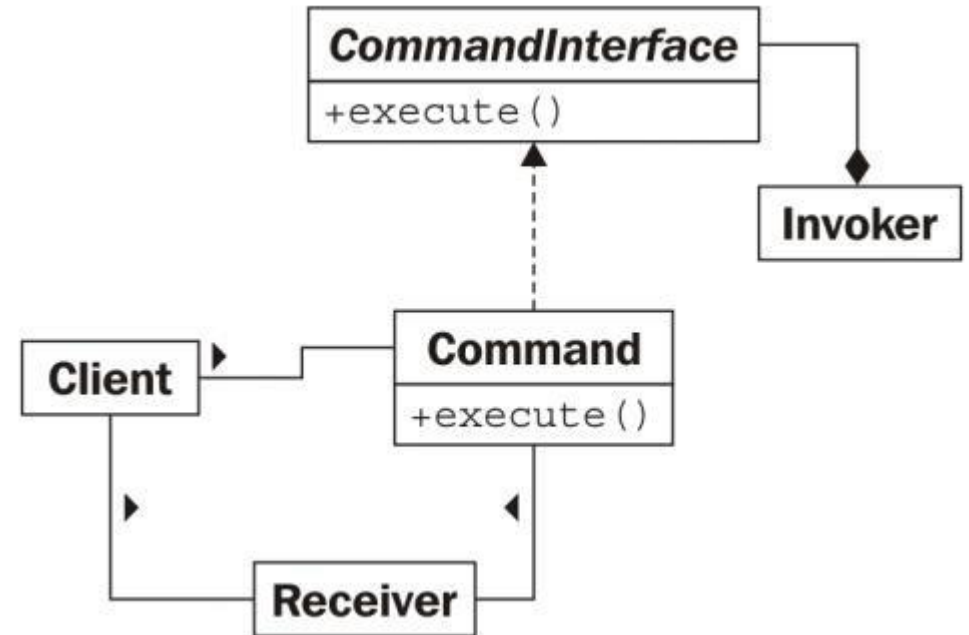 CommandInterface
+execute()
Invoker
Command
+execute()
Client
Receiver